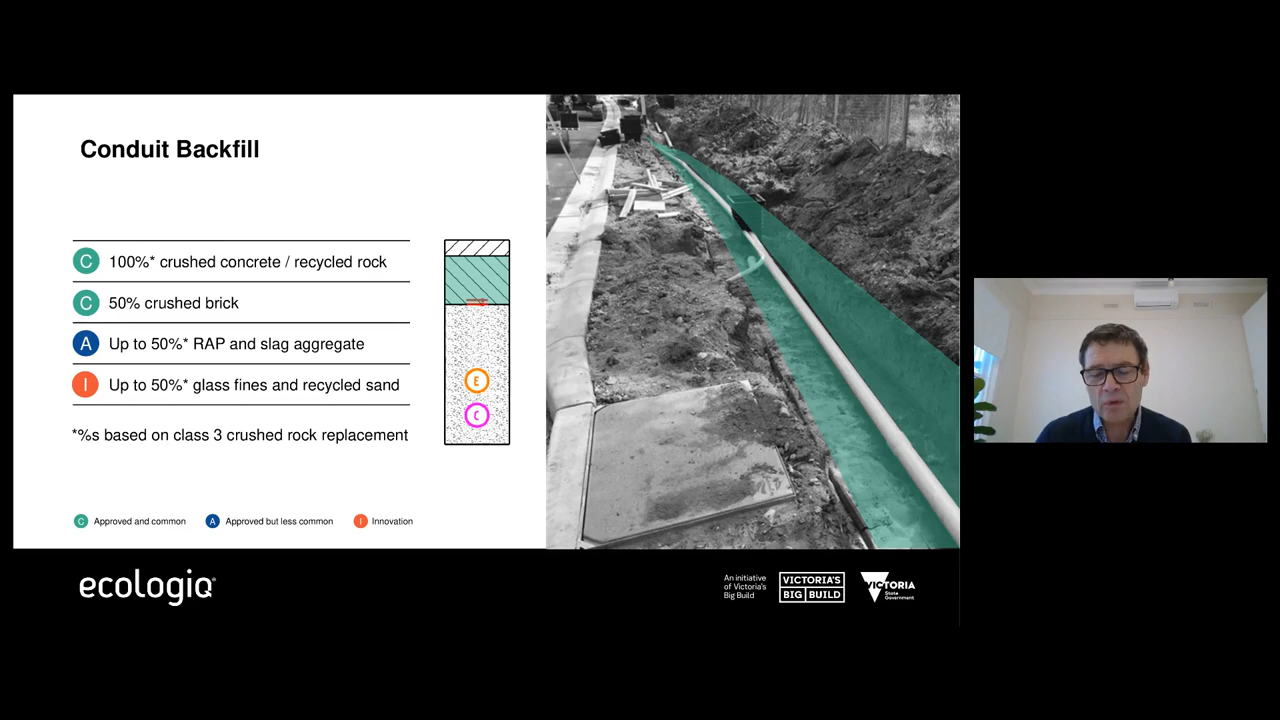 Conduit Backfill
C 100%* crushed concrete / recycled rock
C 50% crushed brick
A Up to 50%* RAP and slag aggregate
I Up to 50%* glass fines and recycled sand
*%s based on class 3 crushed rock replacement
E
C
C Approved and common A Approved but less common I Innovation
ecologiq
An initiative
of Victoria's
Big Build
VICTORIA'S
BIG BUILD
VICTORIA
State
Government